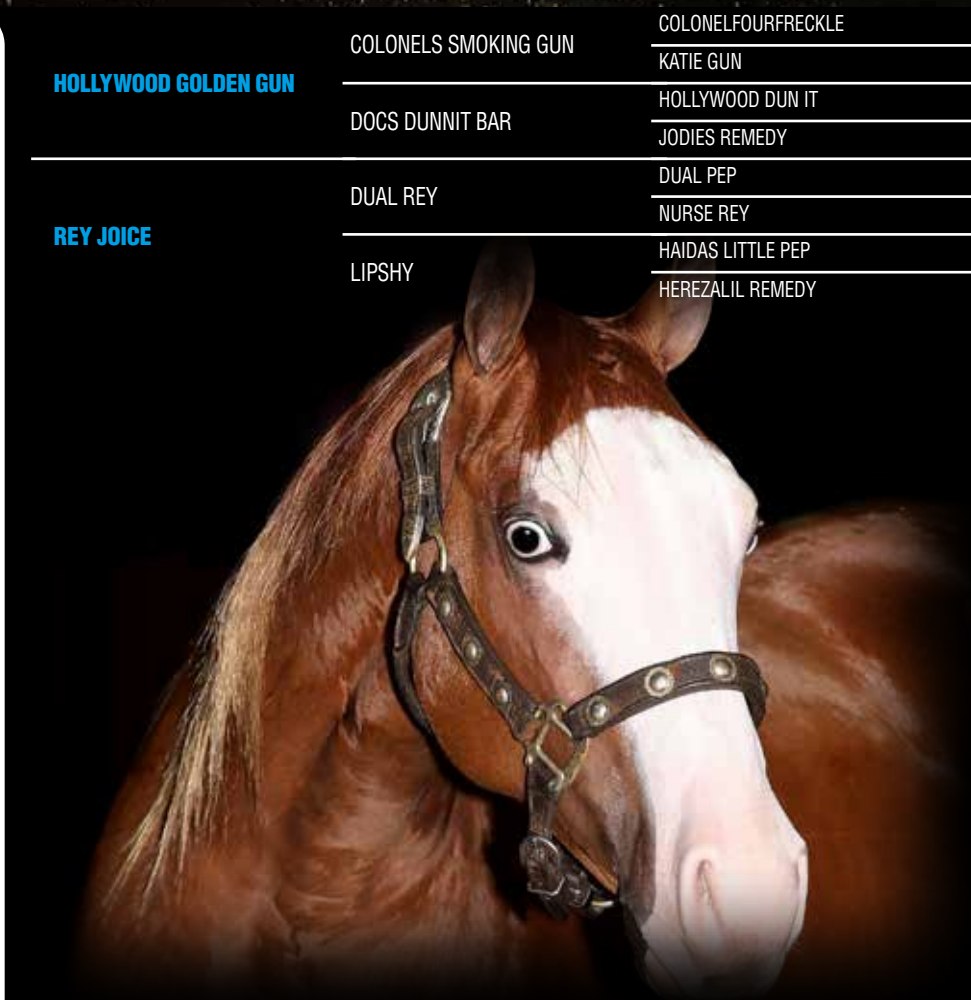 HOLLYWOOD GOLDEN GUN
COLONELS SMOKING GUN
COLONELFOURFRECKLE
KATIE GUN
DOCS DUNNIT BAR
HOLLYWOOD DUN IT
JODIES REMEDY
REY JOICE
DUAL REY
DUAL PEP
NURSE REY
LIPSHY
HAIDAS LITTLE PEP
HEREZALIL REMEDY